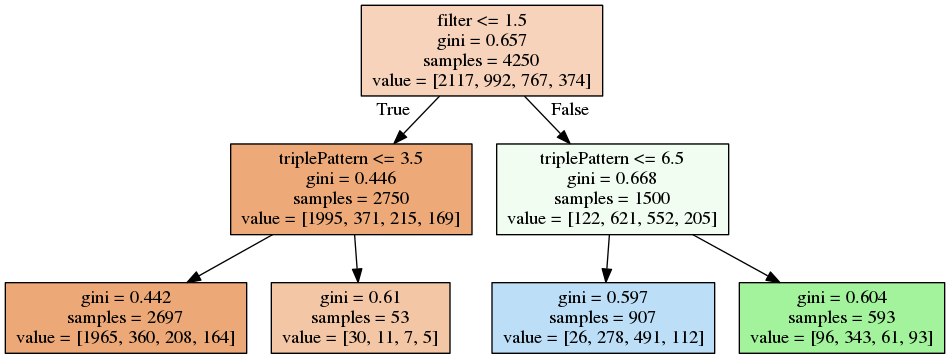 filter <= 1.5
gini = 0.657
samples = 4250
value = [2117, 992, 767, 374]
True
False
triplePattern <= 3.5
gini = 0.446
samples = 2750
value = [1995, 371, 215, 169]
triplePattern <= 6.5
gini = 0.668
samples = 1500
value = [122, 621, 552, 205]
gini = 0.442
samples = 2697
value = [1965, 360, 208, 164]
gini = 0.61
samples = 53
value = [30, 11, 7, 5]
gini = 0.597
samples = 907
value = [26, 278, 491, 112]
gini = 0.604
samples = 593
value = [96, 343, 61, 93]